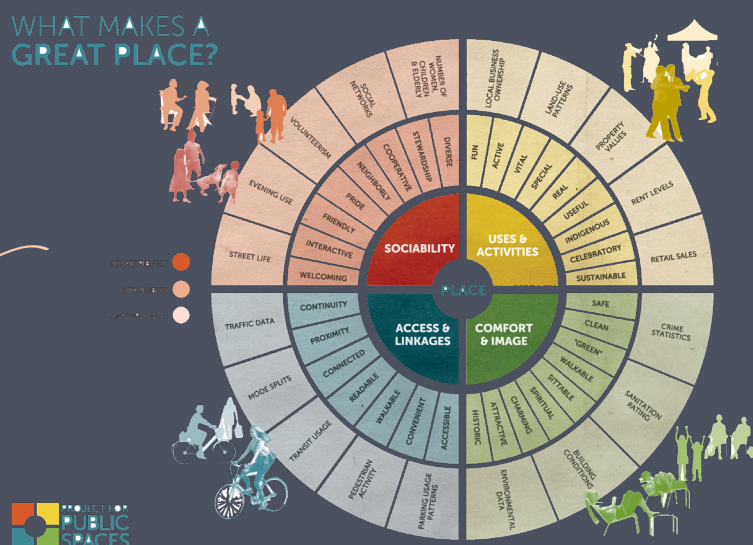 WHAT MAKES A
GREAT PLACE?
NUMBER OF
WOMEN,
CHILDREN
& ELDERLY
SOCIAL
NETWORKS
VOLUNTEERISM
EVENING USE
STREET LIFE
LOCAL BUSINESS
OWNERSHIP
LAND-USE
PATTERNS
PROPERTY
VALUES
RENT LEVELS
RETAIL SALES
DIVERSE
STEWARDSHIP
COOPERATIVE
NEIGHBORLY
PRIDE
FRIENDLY
INTERACTIVE
WELCOMING
FUN
ACTIVE
VITAL
SPECIAL
REAL
USEFUL
INDIGENOUS
CELEBRATORY
SUSTAINABLE
SOCIABILITY
USES &
ACTIVITIES
PLACE
ACCESS &
LINKAGES
COMFORT
& IMAGE
CONTINUITY
PROXIMITY
CONNECTED
READABLE
WALKABLE
CONVENIENT
ACCESSIBLE
SAFE
CLEAN
"GREEN"
WALKABLE
SITTABLE
SPIRITUAL
CHARMING
ATTRACTIVE
HISTORIC
TRAFFIC DATA
MODE SPLITS
TRANSIT USAGE
PEDESTRIAN
ACTIVITY
PARKING USAGE
PATTERNS
CRIME
STATISTICS
SANITATION
RATING
BUILDING
CONDITIONS
ENVIRONMENTAL
DATA
PROJECT FOR
PUBLIC
SPACES